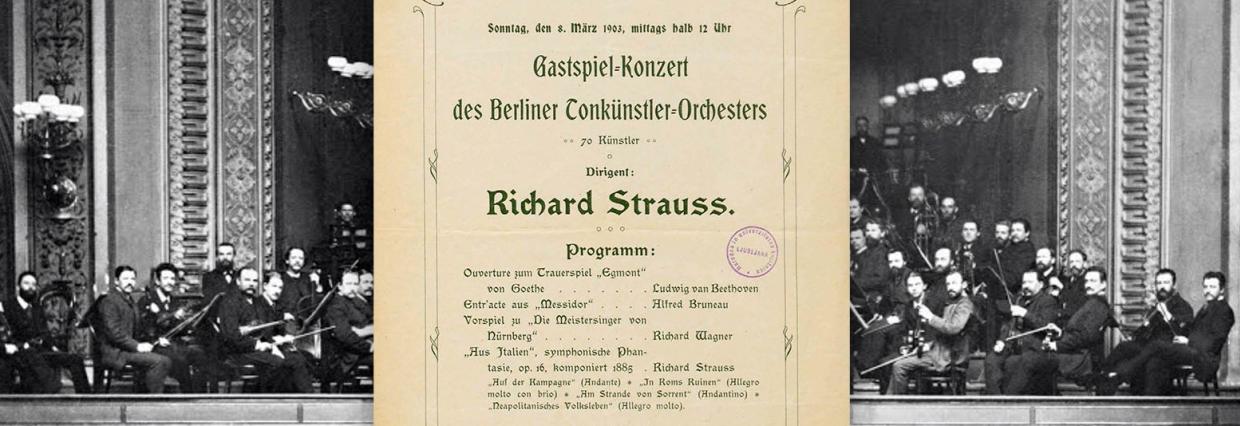 Sonntag, den 8. März 1903, mittags halb 12 Uhr
Gastspiel-Konzert
des Berliner Tonkünstler-Orchesters
70 Künstler
Dirigent:
Richard Strauss.
Programm:
Ouverture zum Trauerspiel „Egmont“
von Goethe . . . . . . . Ludwig van Beethoven
Entr'acte aus „Messidor“ . . . . Alfred Bruneau
Vorspiel zu „Die Meistersinger von
Nürnberg“ . . . . . . . Richard Wagner
„Aus Italien“, symphonische Phan-
tasie, op. 16, komponiert 1885 . Richard Strauss
„Auf der Kampagne“ (Andante) * „In Roms Ruinen“ (Allegro
molto con brio) * „Am Strande von Sorrent“ (Andantino) *
„Neapolitanisches Volksleben“ (Allegro molto).
LJUBLJANA